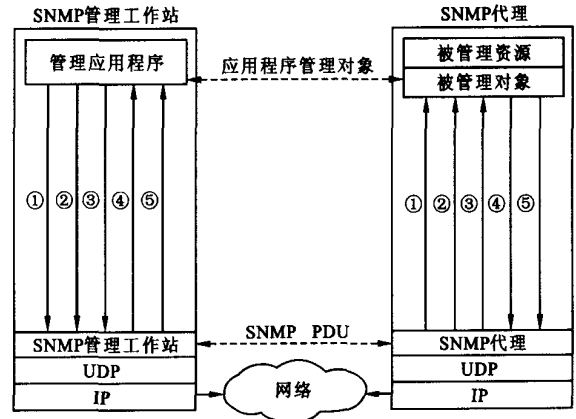 SNMP管理工作站
SNMP代理
管理应用程序
应用程序管理对象
被管理资源
被管理对象
① ② ③ ④ ⑤
① ② ③ ④ ⑤
SNMP管理工作站
SNMP PDU
SNMP代理
UDP
UDP
IP
网络
IP